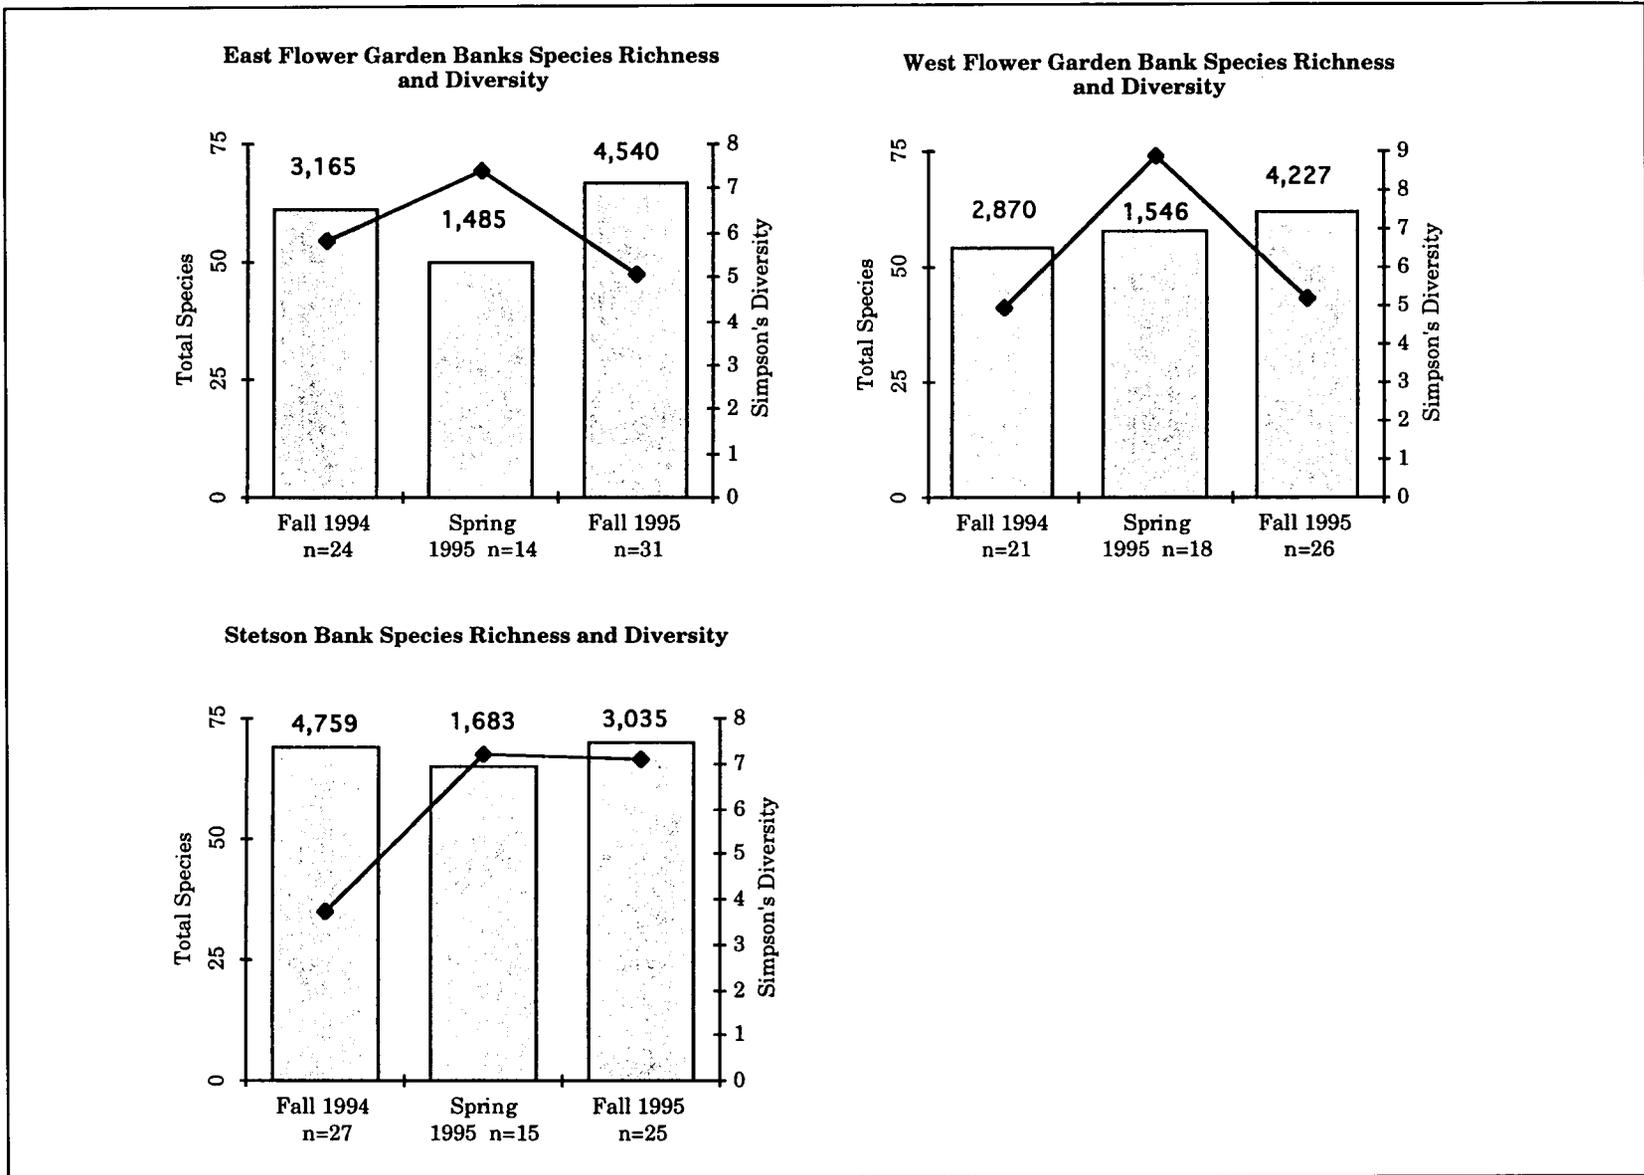 East Flower Garden Banks Species Richness
and Diversity
75
50
25
0
Total Species
3,165
1,485
4,540
8
7
6
5
4
3
2
1
0
Simpson's Diversity
Fall 1994
n=24
Spring
1995 n=14
Fall 1995
n=31
West Flower Garden Bank Species Richness
and Diversity
75
50
25
0
Total Species
2,870
1,546
4,227
9
8
7
6
5
4
3
2
1
0
Simpson's Diversity
Fall 1994
n=21
Spring
1995 n=18
Fall 1995
n=26
Stetson Bank Species Richness and Diversity
75
50
25
0
Total Species
4,759
1,683
3,035
8
7
6
5
4
3
2
1
0
Simpson's Diversity
Fall 1994
n=27
Spring
1995 n=15
Fall 1995
n=25